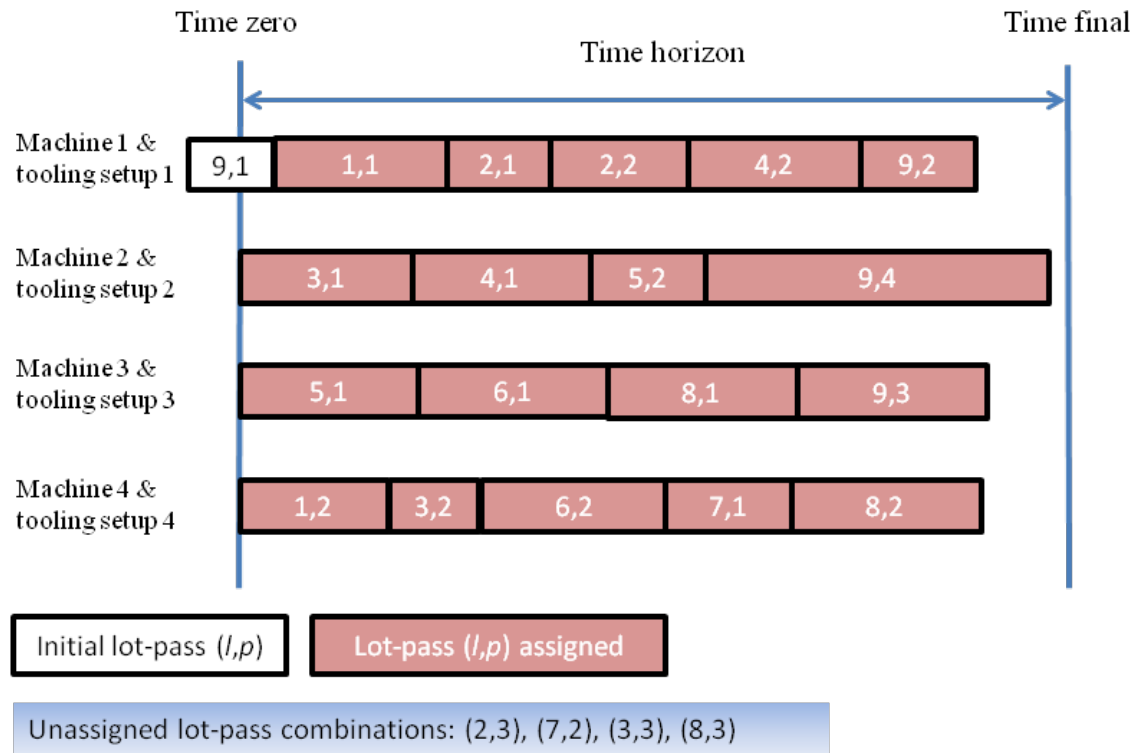 Time zero
Time final
Time horizon
Machine 1 &
tooling setup 1
9,1
1,1
2,1
2,2
4,2
9,2
Machine 2 &
tooling setup 2
3,1
4,1
5,2
9,4
Machine 3 &
tooling setup 3
5,1
6,1
8,1
9,3
Machine 4 &
tooling setup 4
1,2
3,2
6,2
7,1
8,2
Initial lot-pass (l,p)
Lot-pass (l,p) assigned
Unassigned lot-pass combinations: (2,3), (7,2), (3,3), (8,3)